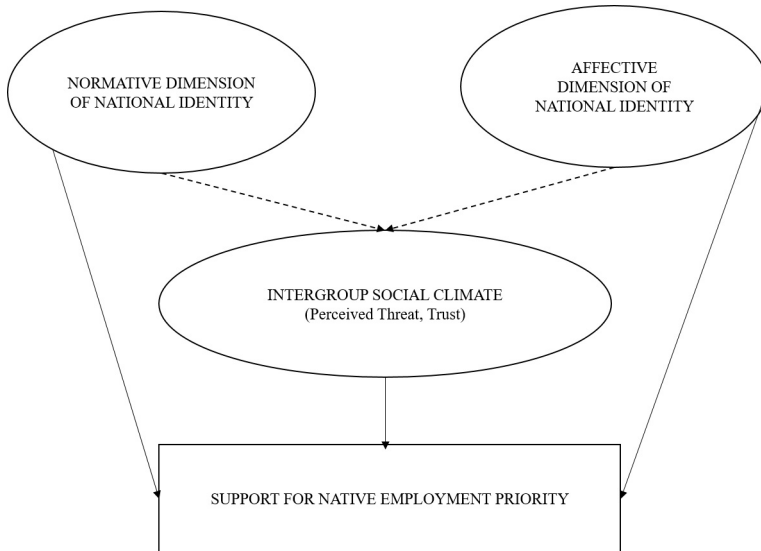 NORMATIVE DIMENSION
OF NATIONAL IDENTITY
AFFECTIVE
DIMENSION OF
NATIONAL IDENTITY
INTERGROUP SOCIAL CLIMATE
(Perceived Threat, Trust)
SUPPORT FOR NATIVE EMPLOYMENT PRIORITY